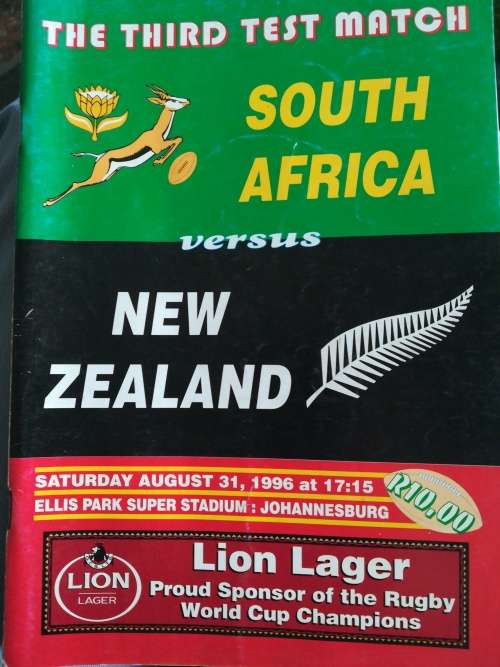 THE THIRD TEST MATCH
SOUTH
AFRICA
versus
NEW
ZEALAND
SATURDAY AUGUST 31, 1996 at 17:15
ELLIS PARK SUPER STADIUM : JOHANNESBURG
R10.00
LION
LAGER
Lion Lager
Proud Sponsor of the Rugby
World Cup Champions